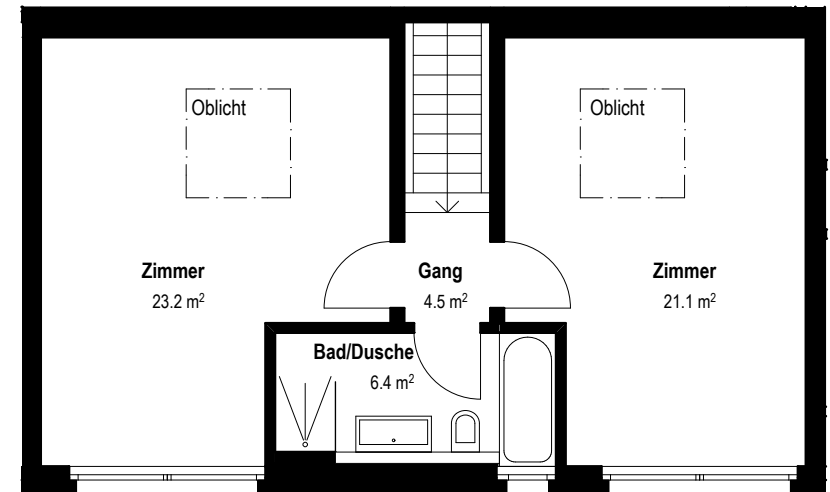 Oblicht
Oblicht
Zimmer
23.2 m²
Gang
4.5 m²
Zimmer
21.1 m²
Bad/Dusche
6.4 m²